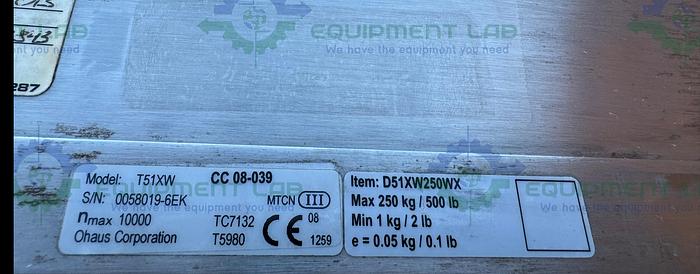 287
EQUIPMENT LAB
We have the equipment you need
Model: T51XW CC 08-039
S/N: 0058019-6EK MTCN III
nmax 10000 TC7132 CE 08
Ohaus Corporation T5980 1259
Item: D51XW250WX
Max 250 kg / 500 lb
Min 1 kg / 2 lb
e = 0.05 kg / 0.1 lb